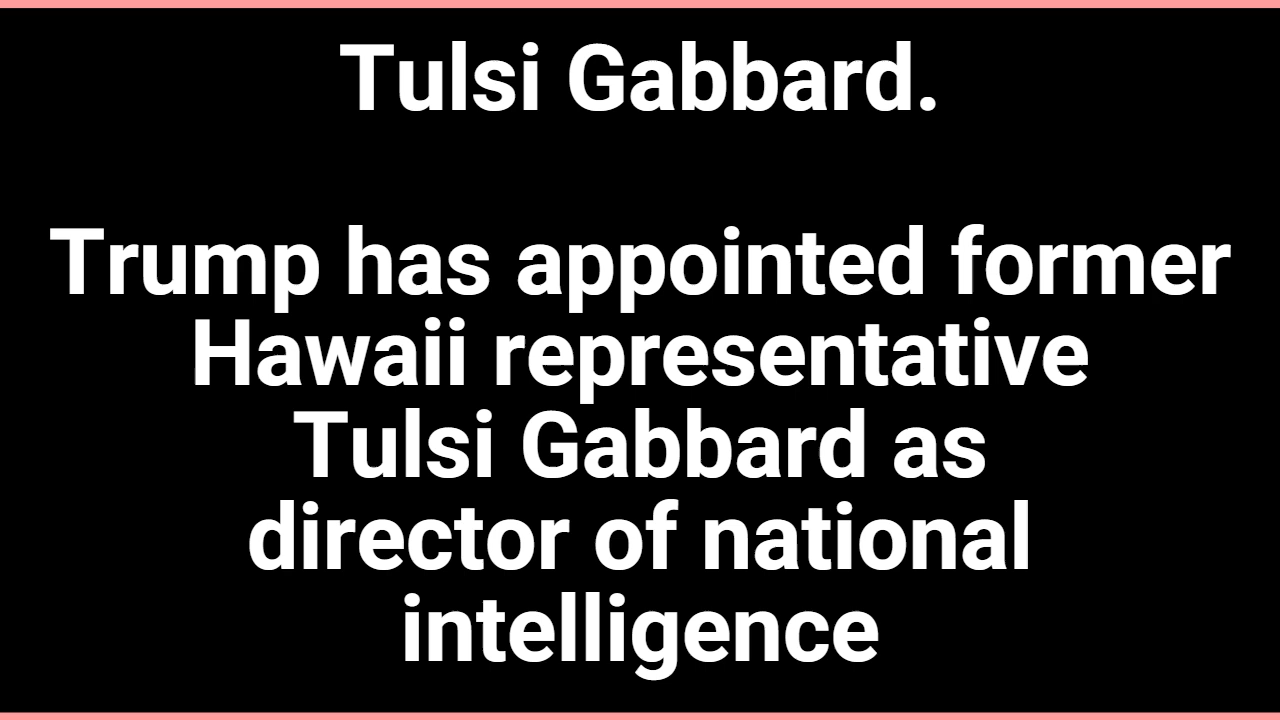 Tulsi Gabbard.
Trump has appointed former
Hawaii representative
Tulsi Gabbard as
director of national
intelligence